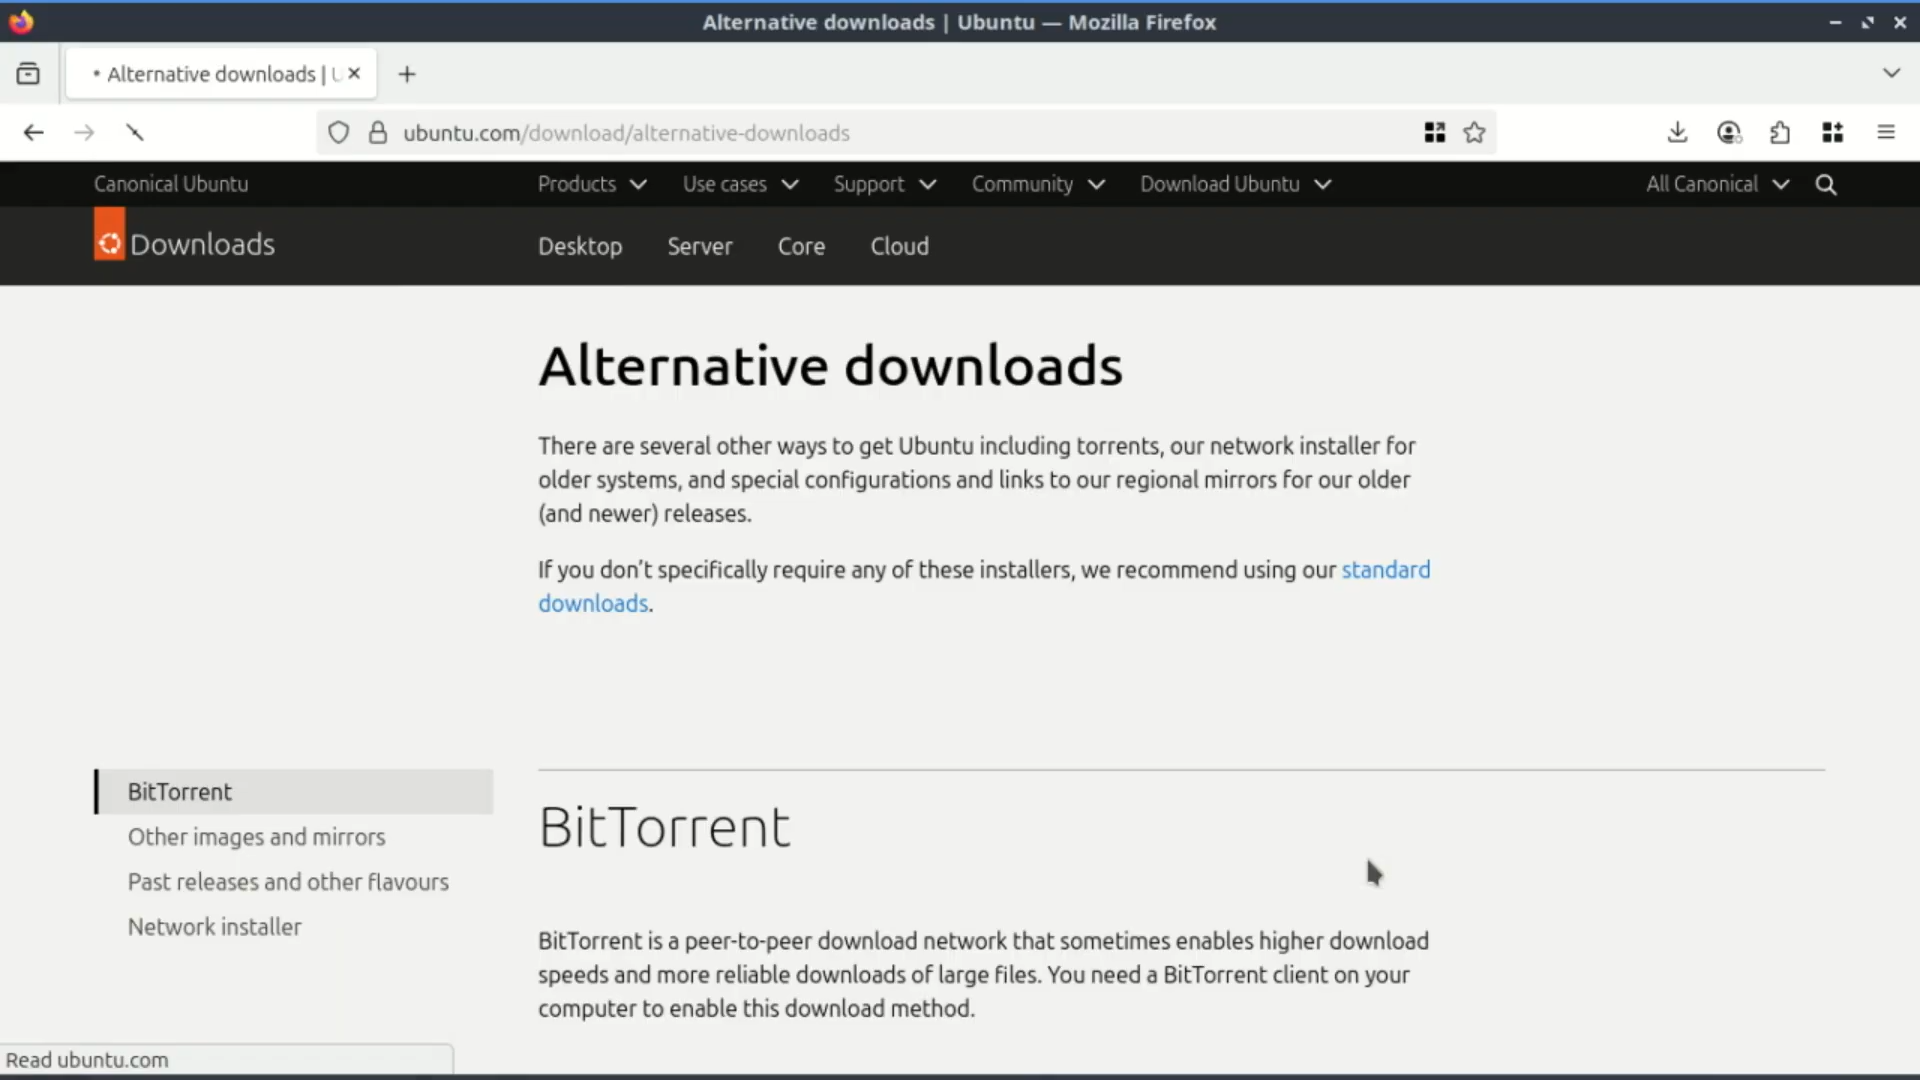 Alternative downloads | Ubuntu — Mozilla Firefox
Alternative downloads | U
ubuntu.com/download/alternative-downloads
Canonical Ubuntu
Products
Use cases
Support
Community
Download Ubuntu
All Canonical
Downloads
Desktop
Server
Core
Cloud
Alternative downloads
There are several other ways to get Ubuntu including torrents, our network installer for
older systems, and special configurations and links to our regional mirrors for our older
(and newer) releases.
If you don’t specifically require any of these installers, we recommend using our standard
downloads.
BitTorrent
Other images and mirrors
Past releases and other flavours
Network installer
BitTorrent
BitTorrent is a peer-to-peer download network that sometimes enables higher download
speeds and more reliable downloads of large files. You need a BitTorrent client on your
computer to enable this download method.
Read ubuntu.com